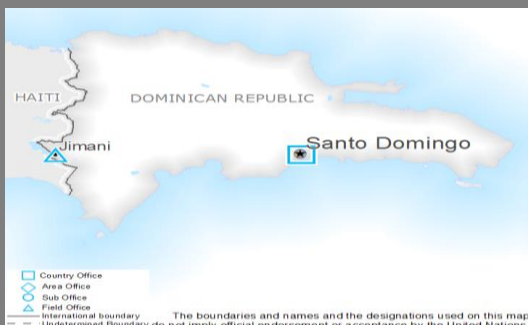 HAITI
DOMINICAN REPUBLIC
Jimani
Santo Domingo
Country Office
Area Office
Sub Office
Field Office
International boundary
The boundaries and names and the designations used on this map
Undetermined Boundary do not imply official endorsement or acceptance by the United Nations